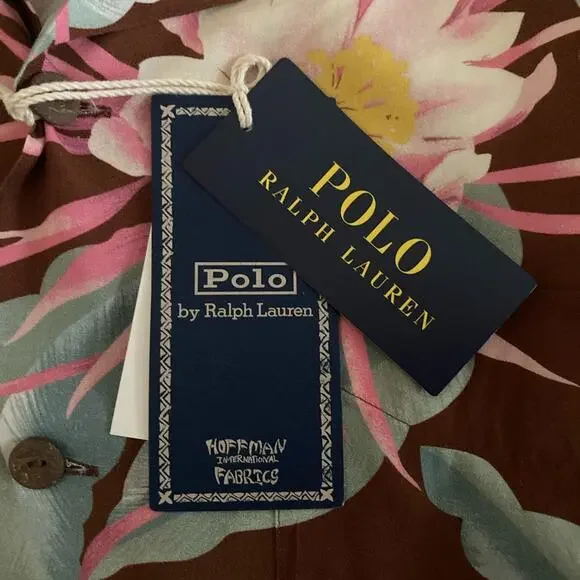 POLO
RALPH LAUREN
Polo
by Ralph Lauren
HOFFMAN
INTERNATIONAL
FABRICS